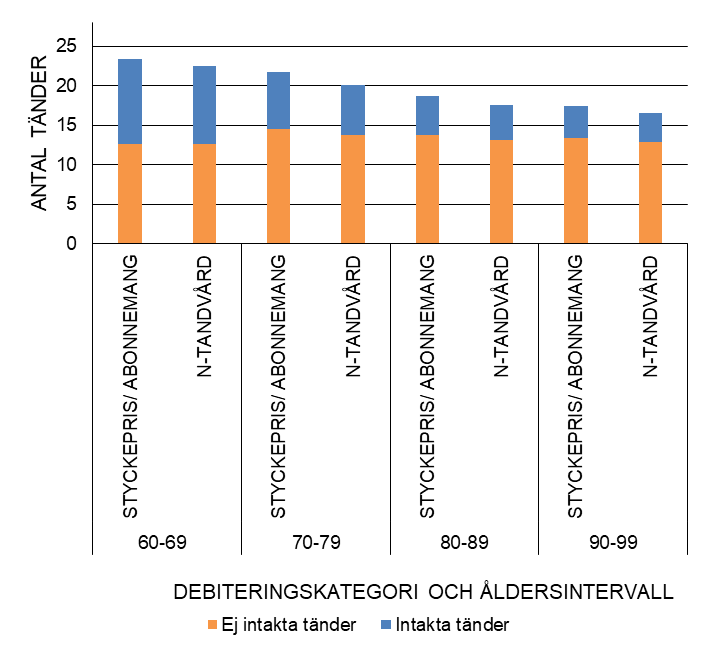 25
20
15
10
5
0
ANTAL TÄNDER
STYCKEPRIS/ ABONNEMANG
N-TANDVÅRD
STYCKEPRIS/ ABONNEMANG
N-TANDVÅRD
STYCKEPRIS/ ABONNEMANG
N-TANDVÅRD
STYCKEPRIS/ ABONNEMANG
N-TANDVÅRD
60-69 70-79 80-89 90-99
DEBITERINGSKATEGORI OCH ÅLDERSINTERVALL
Ej intakta tänder Intakta tänder